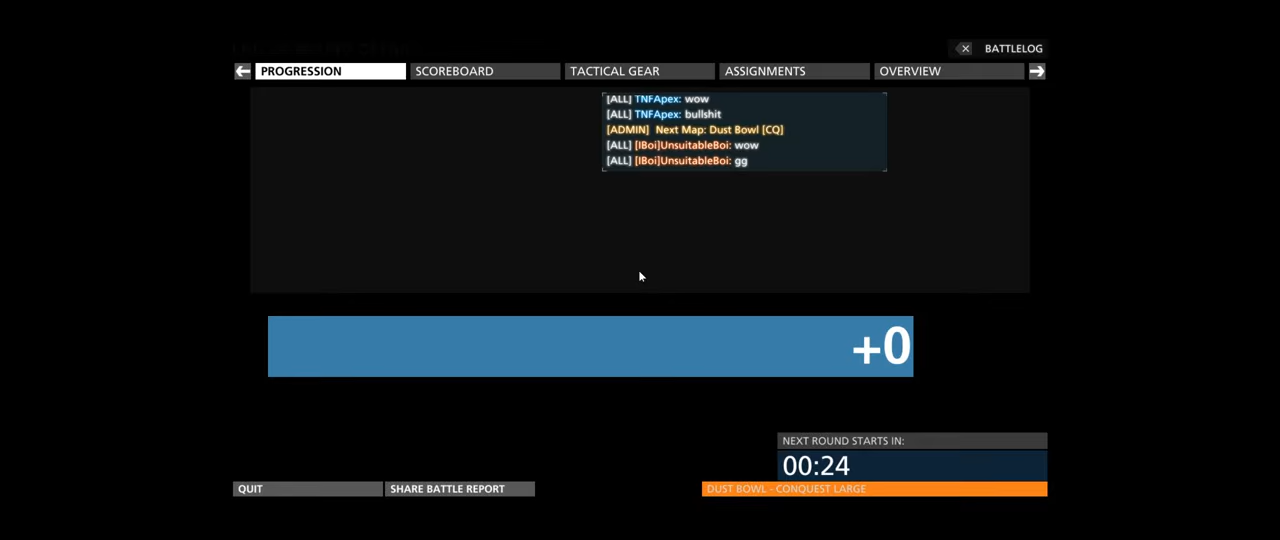 BATTLELOG
PROGRESSION SCOREBOARD TACTICAL GEAR ASSIGNMENTS OVERVIEW
[ALL] TNFApex: wow
[ALL] TNFApex: bullshit
[ADMIN] Next Map: Dust Bowl [CQ]
[ALL] [IBoi]UnsuitableBoi: wow
[ALL] [IBoi]UnsuitableBoi: gg
+0
NEXT ROUND STARTS IN:
00:24
QUIT SHARE BATTLE REPORT DUST BOWL - CONQUEST LARGE